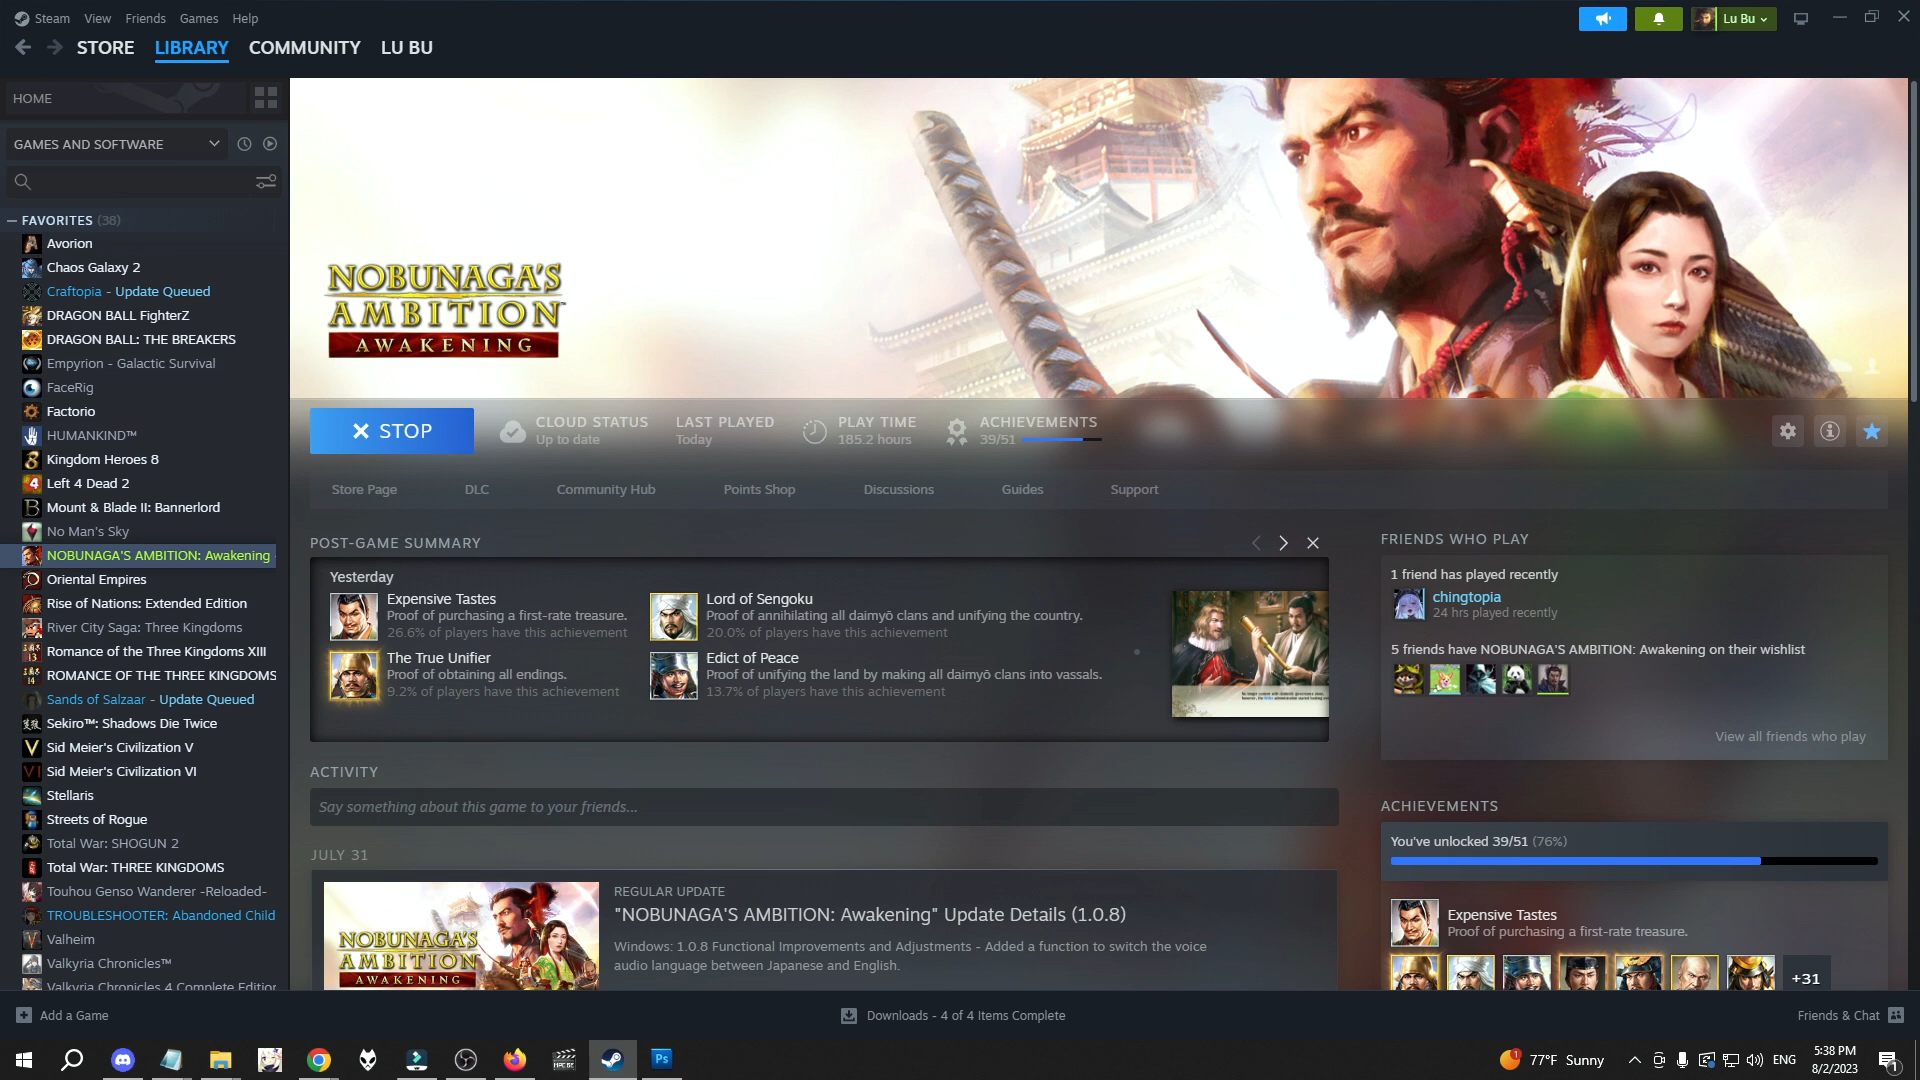 Steam View Friends Games Help
Lu Bu
STORE LIBRARY COMMUNITY LU BU
HOME
GAMES AND SOFTWARE
FAVORITES (38)
Avorion
Chaos Galaxy 2
Craftopia - Update Queued
DRAGON BALL FighterZ
DRAGON BALL: THE BREAKERS
Empyrion - Galactic Survival
FaceRig
Factorio
HUMANKIND™
Kingdom Heroes 8
Left 4 Dead 2
Mount & Blade II: Bannerlord
No Man's Sky
NOBUNAGA'S AMBITION: Awakening
Oriental Empires
Rise of Nations: Extended Edition
River City Saga: Three Kingdoms
Romance of the Three Kingdoms XIII
ROMANCE OF THE THREE KINGDOMS
Sands of Salzaar - Update Queued
Sekiro™: Shadows Die Twice
Sid Meier's Civilization V
Sid Meier's Civilization VI
Stellaris
Streets of Rogue
Total War: SHOGUN 2
Total War: THREE KINGDOMS
Touhou Genso Wanderer -Reloaded-
TROUBLESHOOTER: Abandoned Child
Valheim
Valkyria Chronicles™
Valkyria Chronicles 4 Complete Edition
NOBUNAGA'S
AMBITION™
AWAKENING
STOP
CLOUD STATUS
Up to date
LAST PLAYED
Today
PLAY TIME
185.2 hours
ACHIEVEMENTS
39/51
Store Page DLC Community Hub Points Shop Discussions Guides Support
POST-GAME SUMMARY
Yesterday
Expensive Tastes
Proof of purchasing a first-rate treasure.
26.6% of players have this achievement
Lord of Sengoku
Proof of annihilating all daimyō clans and unifying the country.
20.0% of players have this achievement
The True Unifier
Proof of obtaining all endings.
9.2% of players have this achievement
Edict of Peace
Proof of unifying the land by making all daimyō clans into vassals.
13.7% of players have this achievement
ACTIVITY
Say something about this game to your friends...
JULY 31
NOBUNAGA'S
AMBITION
AWAKENING
REGULAR UPDATE
"NOBUNAGA'S AMBITION: Awakening" Update Details (1.0.8)
Windows: 1.0.8 Functional Improvements and Adjustments - Added a function to switch the voice
audio language between Japanese and English.
FRIENDS WHO PLAY
1 friend has played recently
chingtopia
24 hrs played recently
5 friends have NOBUNAGA'S AMBITION: Awakening on their wishlist
View all friends who play
ACHIEVEMENTS
You've unlocked 39/51 (76%)
Expensive Tastes
Proof of purchasing a first-rate treasure.
+31
Add a Game
Downloads - 4 of 4 Items Complete
Friends & Chat
Ps
1
77°F Sunny
ENG
5:38 PM
8/2/2023
1